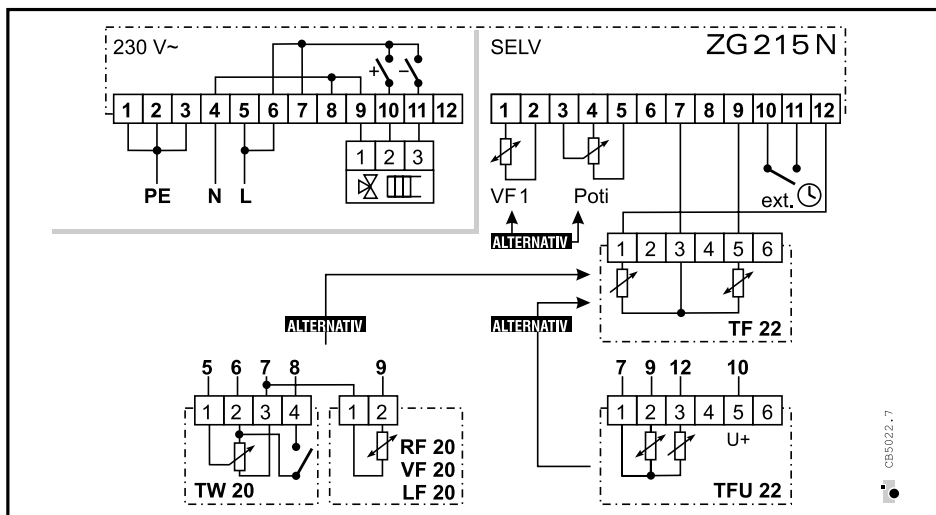 230 V~
SELV
ZG 215 N
1 2 3 4 5 6 7 8 9 10 11 12
1 2 3 4 5 6 7 8 9 10 11 12
+ −
1 2 3
PE N L
VF 1
Poti
ext.
ALTERNATIV
1 2 3 4 5 6
TF 22
ALTERNATIV
ALTERNATIV
5 6 7 8 9
1 2 3 4
1 2
TW 20
RF 20
VF 20
LF 20
7 9 12 10
1 2 3 4 5 6
U+
TFU 22
CB5022.7